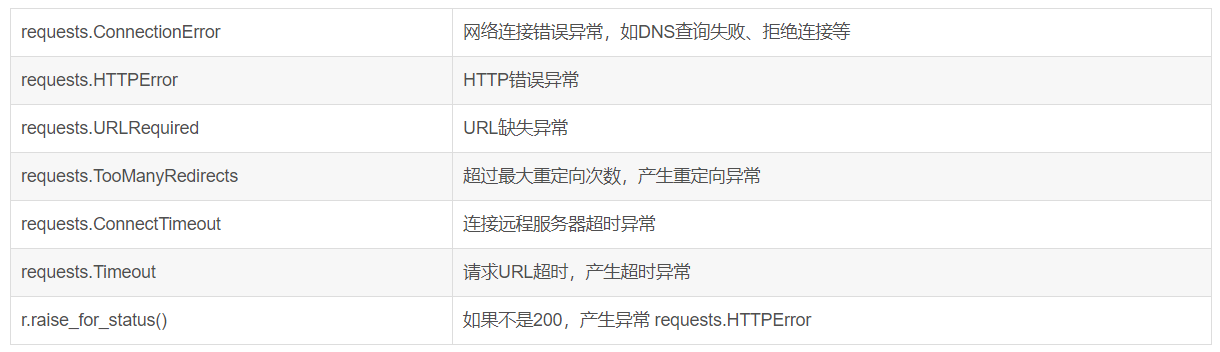 requests.ConnectionError 网络连接错误异常，如DNS查询失败、拒绝连接等
requests.HTTPError HTTP错误异常
requests.URLRequired URL缺失异常
requests.TooManyRedirects 超过最大重定向次数，产生重定向异常
requests.ConnectTimeout 连接远程服务器超时异常
requests.Timeout 请求URL超时，产生超时异常
r.raise_for_status() 如果不是200，产生异常 requests.HTTPError